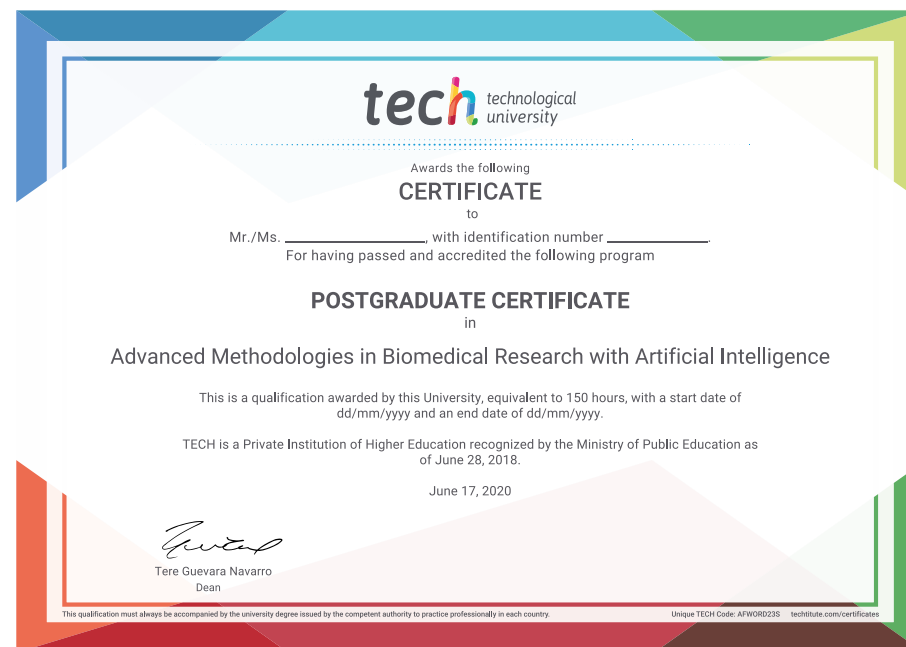 tech technological
university
Awards the following
CERTIFICATE
to
Mr./Ms. ____________________, with identification number ______________.
For having passed and accredited the following program
POSTGRADUATE CERTIFICATE
in
Advanced Methodologies in Biomedical Research with Artificial Intelligence
This is a qualification awarded by this University, equivalent to 150 hours, with a start date of
dd/mm/yyyy and an end date of dd/mm/yyyy.
TECH is a Private Institution of Higher Education recognized by the Ministry of Public Education as
of June 28, 2018.
June 17, 2020
Tere Guevara Navarro
Dean
This qualification must always be accompanied by the university degree issued by the competent authority to practice professionally in each country. Unique TECH Code: AFWORD23S techtitute.com/certificates